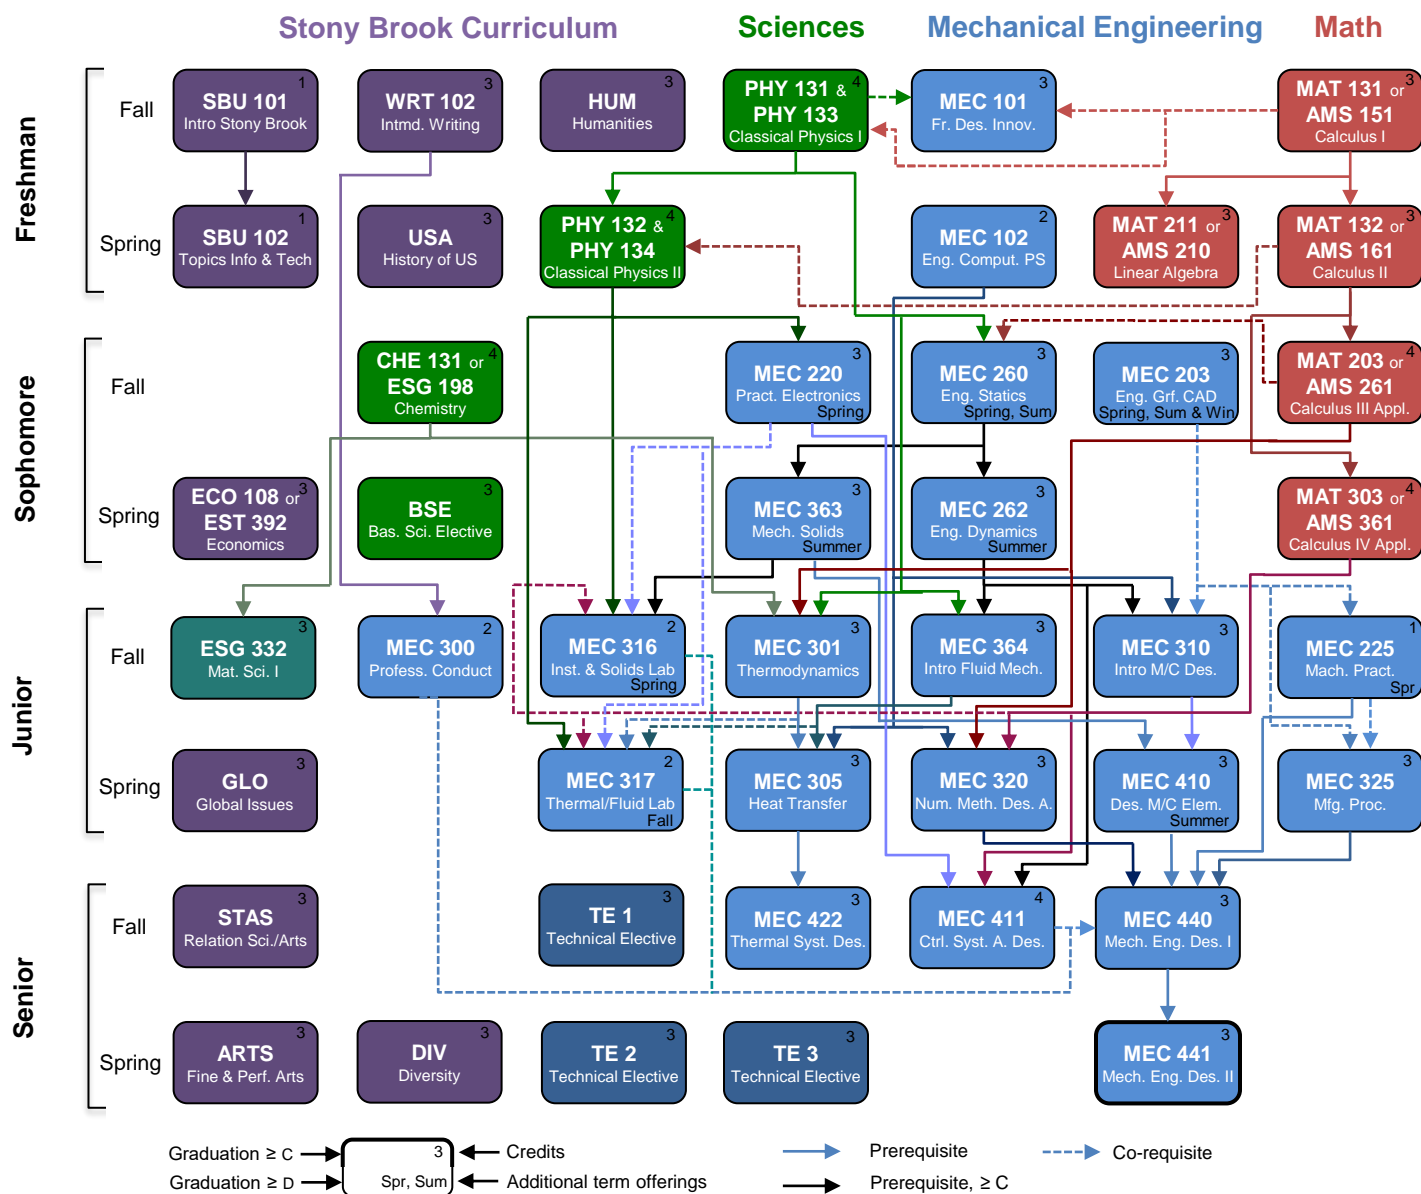 Stony Brook Curriculum
Sciences
Mechanical Engineering
Math
Freshman
Fall
1
SBU 101
Intro Stony Brook
3
WRT 102
Intmd. Writing
3
HUM
Humanities
4
PHY 131 &
PHY 133
Classical Physics I
3
MEC 101
Fr. Des. Innov.
3
MAT 131 or
AMS 151
Calculus I
Spring
1
SBU 102
Topics Info & Tech
3
USA
History of US
4
PHY 132 &
PHY 134
Classical Physics II
2
MEC 102
Eng. Comput. PS
3
MAT 211 or
AMS 210
Linear Algebra
3
MAT 132 or
AMS 161
Calculus II
Sophomore
Fall
4
CHE 131 or
ESG 198
Chemistry
3
MEC 220
Pract. Electronics
Spring
3
MEC 260
Eng. Statics
Spring, Sum
3
MEC 203
Eng. Grf. CAD
Spring, Sum & Win
4
MAT 203 or
AMS 261
Calculus III Appl.
Spring
3
ECO 108 or
EST 392
Economics
3
BSE
Bas. Sci. Elective
3
MEC 363
Mech. Solids
Summer
3
MEC 262
Eng. Dynamics
Summer
4
MAT 303 or
AMS 361
Calculus IV Appl.
Junior
Fall
3
ESG 332
Mat. Sci. I
2
MEC 300
Profess. Conduct
2
MEC 316
Inst. & Solids Lab
Spring
3
MEC 301
Thermodynamics
3
MEC 364
Intro Fluid Mech.
3
MEC 310
Intro M/C Des.
1
MEC 225
Mach. Pract.
Spr
Spring
3
GLO
Global Issues
2
MEC 317
Thermal/Fluid Lab
Fall
3
MEC 305
Heat Transfer
3
MEC 320
Num. Meth. Des. A.
3
MEC 410
Des. M/C Elem.
Summer
3
MEC 325
Mfg. Proc.
Senior
Fall
3
STAS
Relation Sci./Arts
3
TE 1
Technical Elective
3
MEC 422
Thermal Syst. Des.
4
MEC 411
Ctrl. Syst. A. Des.
3
MEC 440
Mech. Eng. Des. I
Spring
3
ARTS
Fine & Perf. Arts
3
DIV
Diversity
3
TE 2
Technical Elective
3
TE 3
Technical Elective
3
MEC 441
Mech. Eng. Des. II
Graduation ≥ C
3
Credits
Prerequisite
Co-requisite
Graduation ≥ D
Spr, Sum
Additional term offerings
Prerequisite, ≥ C